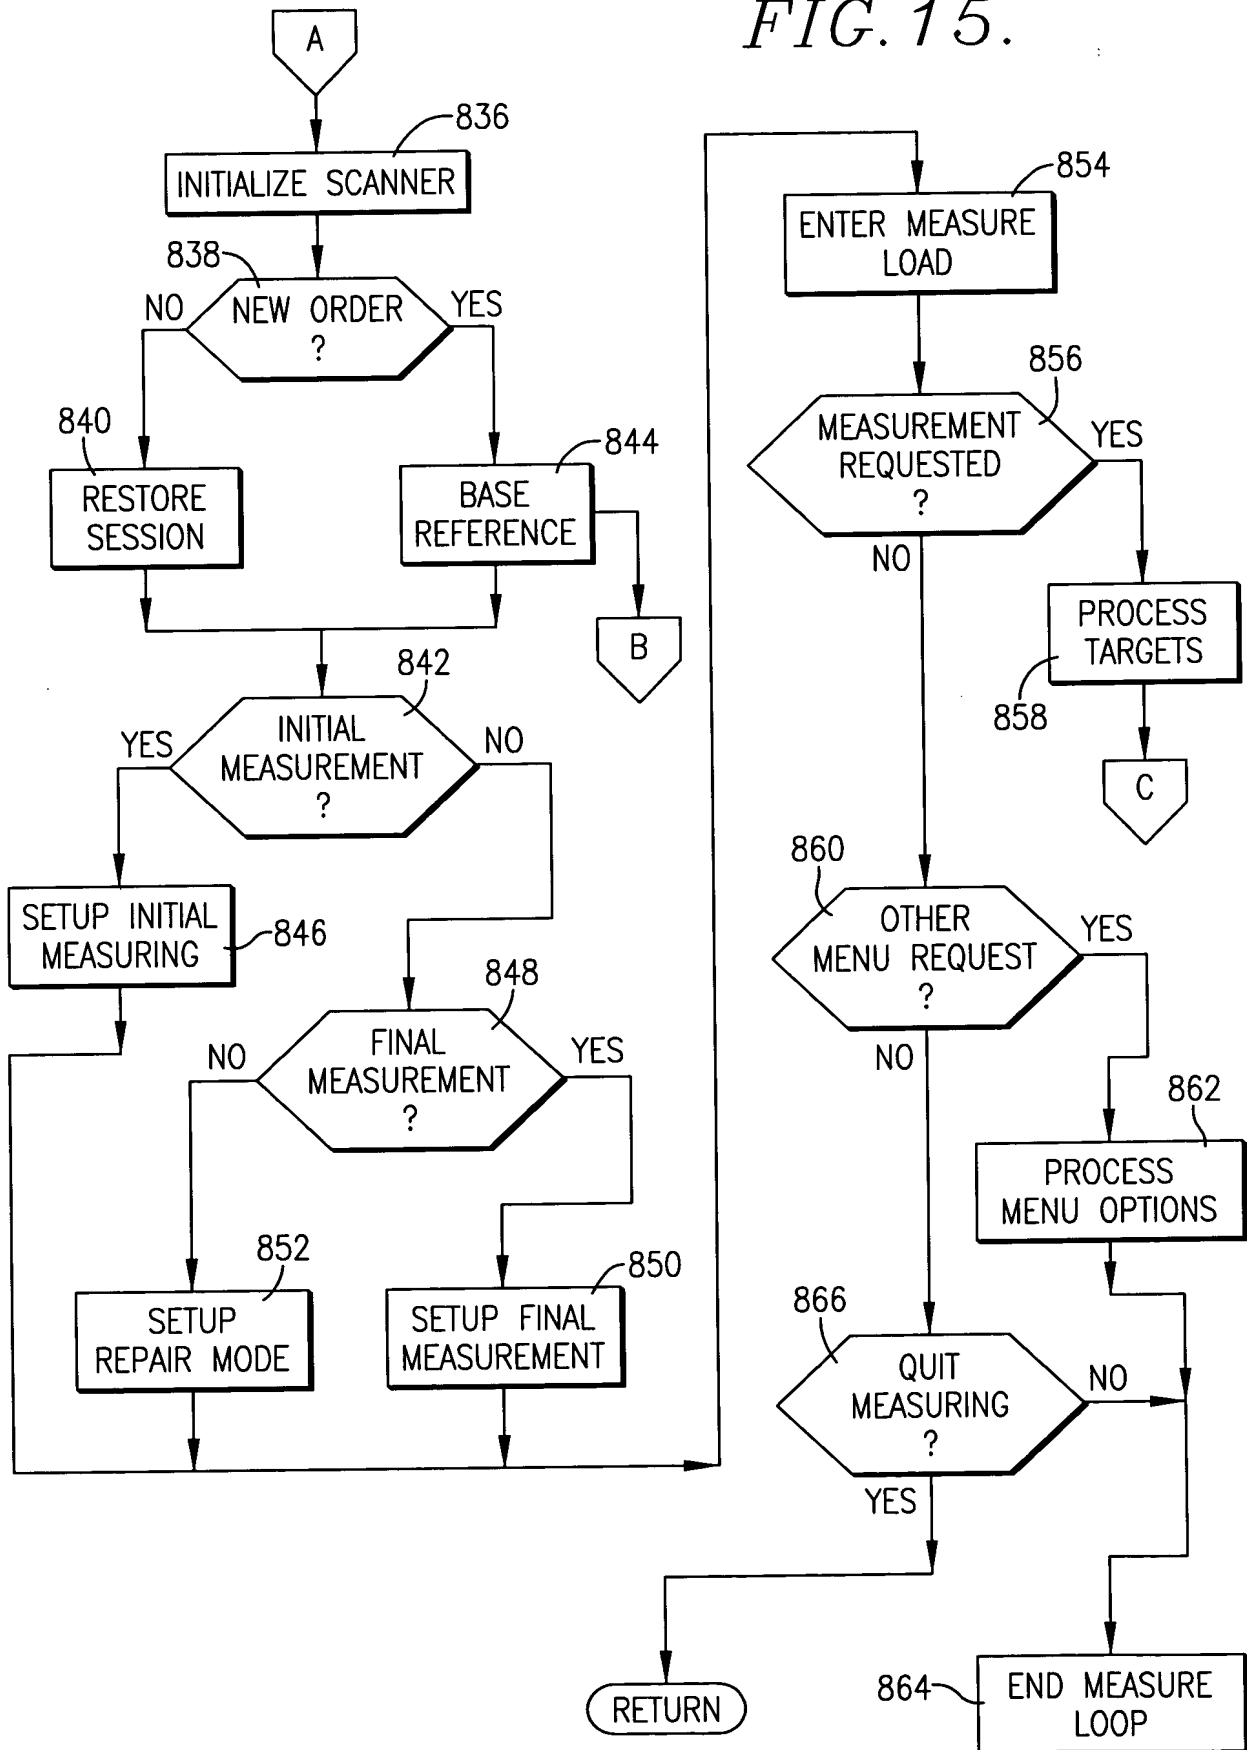 FIG. 15.
A
836
INITIALIZE SCANNER
838
NO
NEW ORDER
?
YES
840
RESTORE
SESSION
844
BASE
REFERENCE
B
842
YES
INITIAL
MEASUREMENT
?
NO
SETUP INITIAL
MEASURING
846
848
NO
FINAL
MEASUREMENT
?
YES
852
SETUP
REPAIR MODE
850
SETUP FINAL
MEASUREMENT
854
ENTER MEASURE
LOAD
856
MEASUREMENT
REQUESTED
?
YES
NO
PROCESS
TARGETS
858
C
860
OTHER
MENU REQUEST
?
YES
NO
862
PROCESS
MENU OPTIONS
866
QUIT
MEASURING
?
NO
YES
RETURN
864
END MEASURE
LOOP